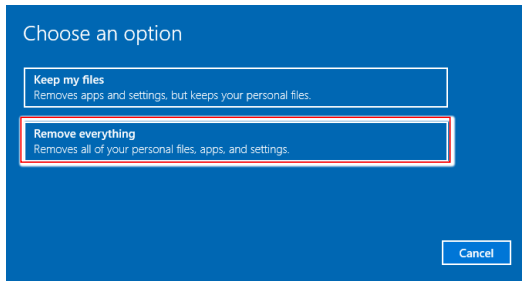 Choose an option
Keep my files
Removes apps and settings, but keeps your personal files.
Remove everything
Removes all of your personal files, apps, and settings.
Cancel